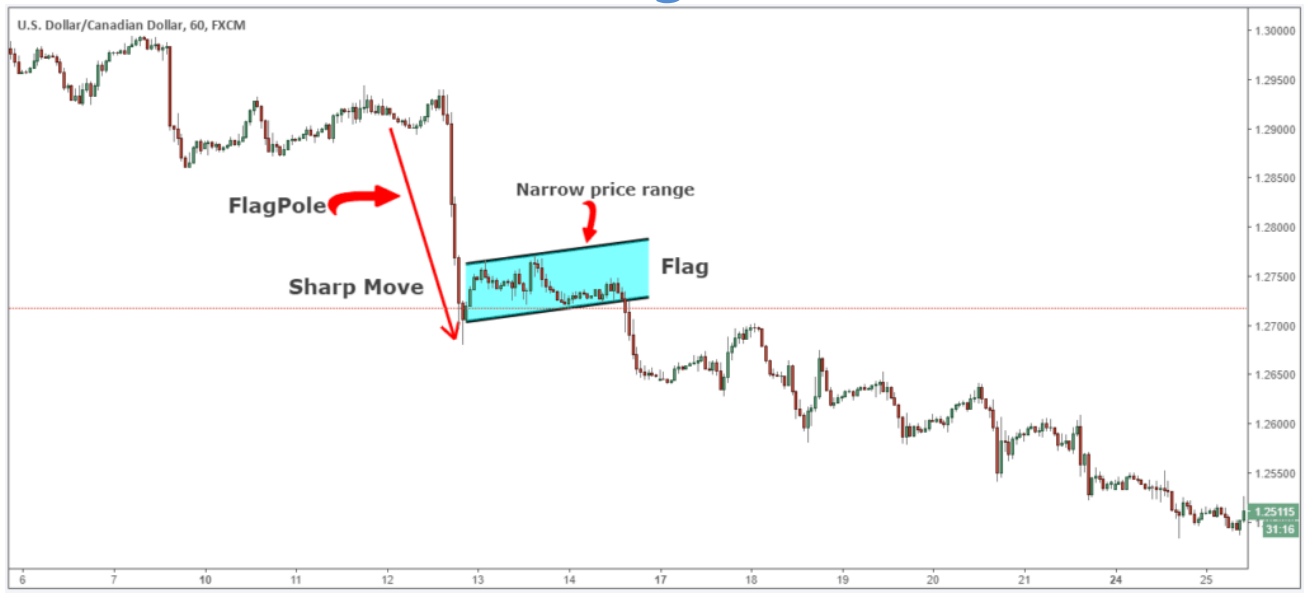 U.S. Dollar/Canadian Dollar, 60, FXCM
1.30000
1.29500
1.29000
1.28500
Narrow price range
FlagPole
1.28000
Flag
1.27500
Sharp Move
1.27000
1.26500
1.26000
1.25500
1.25115
31:16
6 7 10 11 12 13 14 17 18 19 20 21 24 25